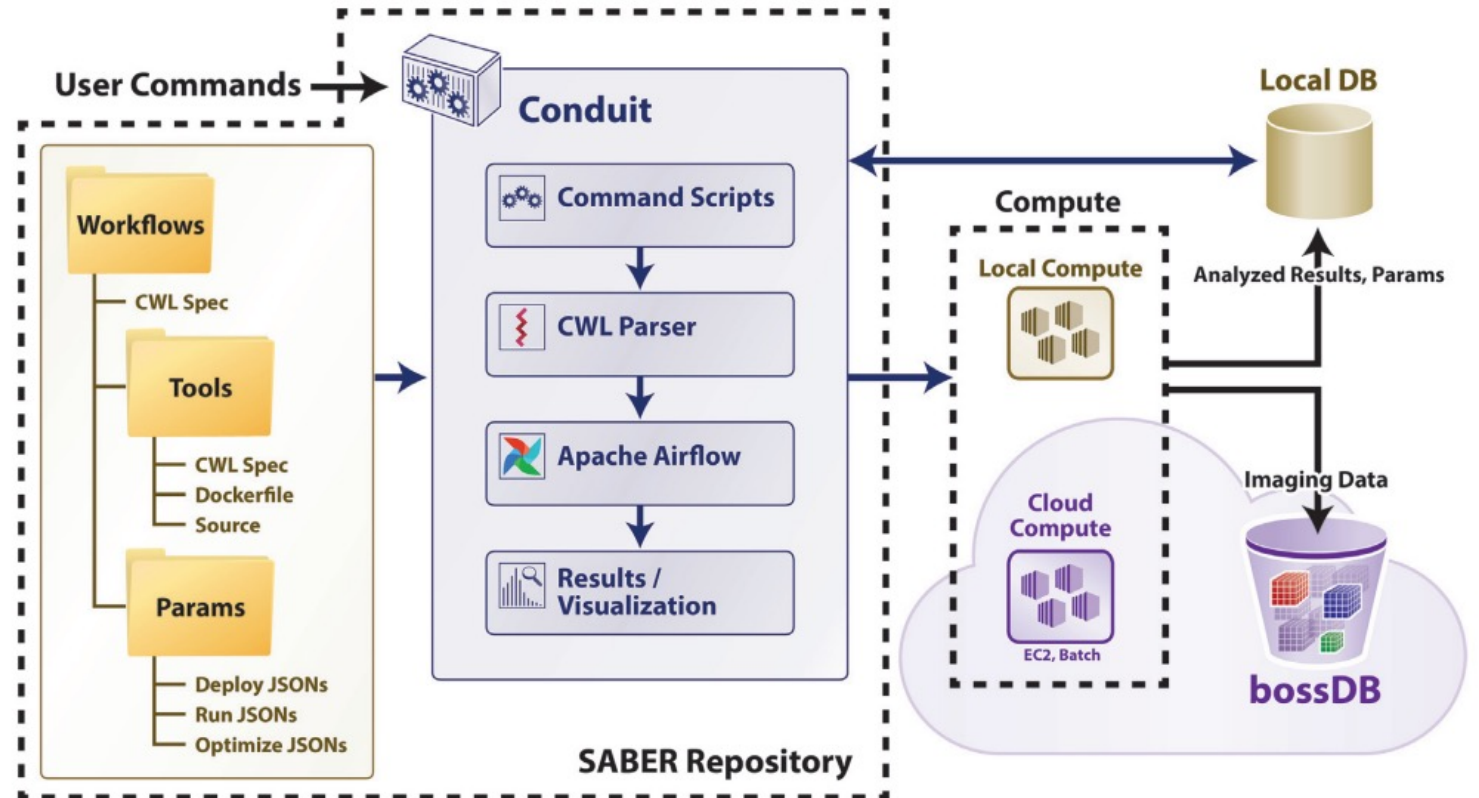 User Commands
Conduit
Workflows
CWL Spec
Tools
CWL Spec
Dockerfile
Source
Params
Deploy JSONs
Run JSONs
Optimize JSONs
Command Scripts
CWL Parser
Apache Airflow
Results /
Visualization
SABER Repository
Compute
Local Compute
Cloud
Compute
EC2, Batch
Local DB
Analyzed Results, Params
Imaging Data
bossDB